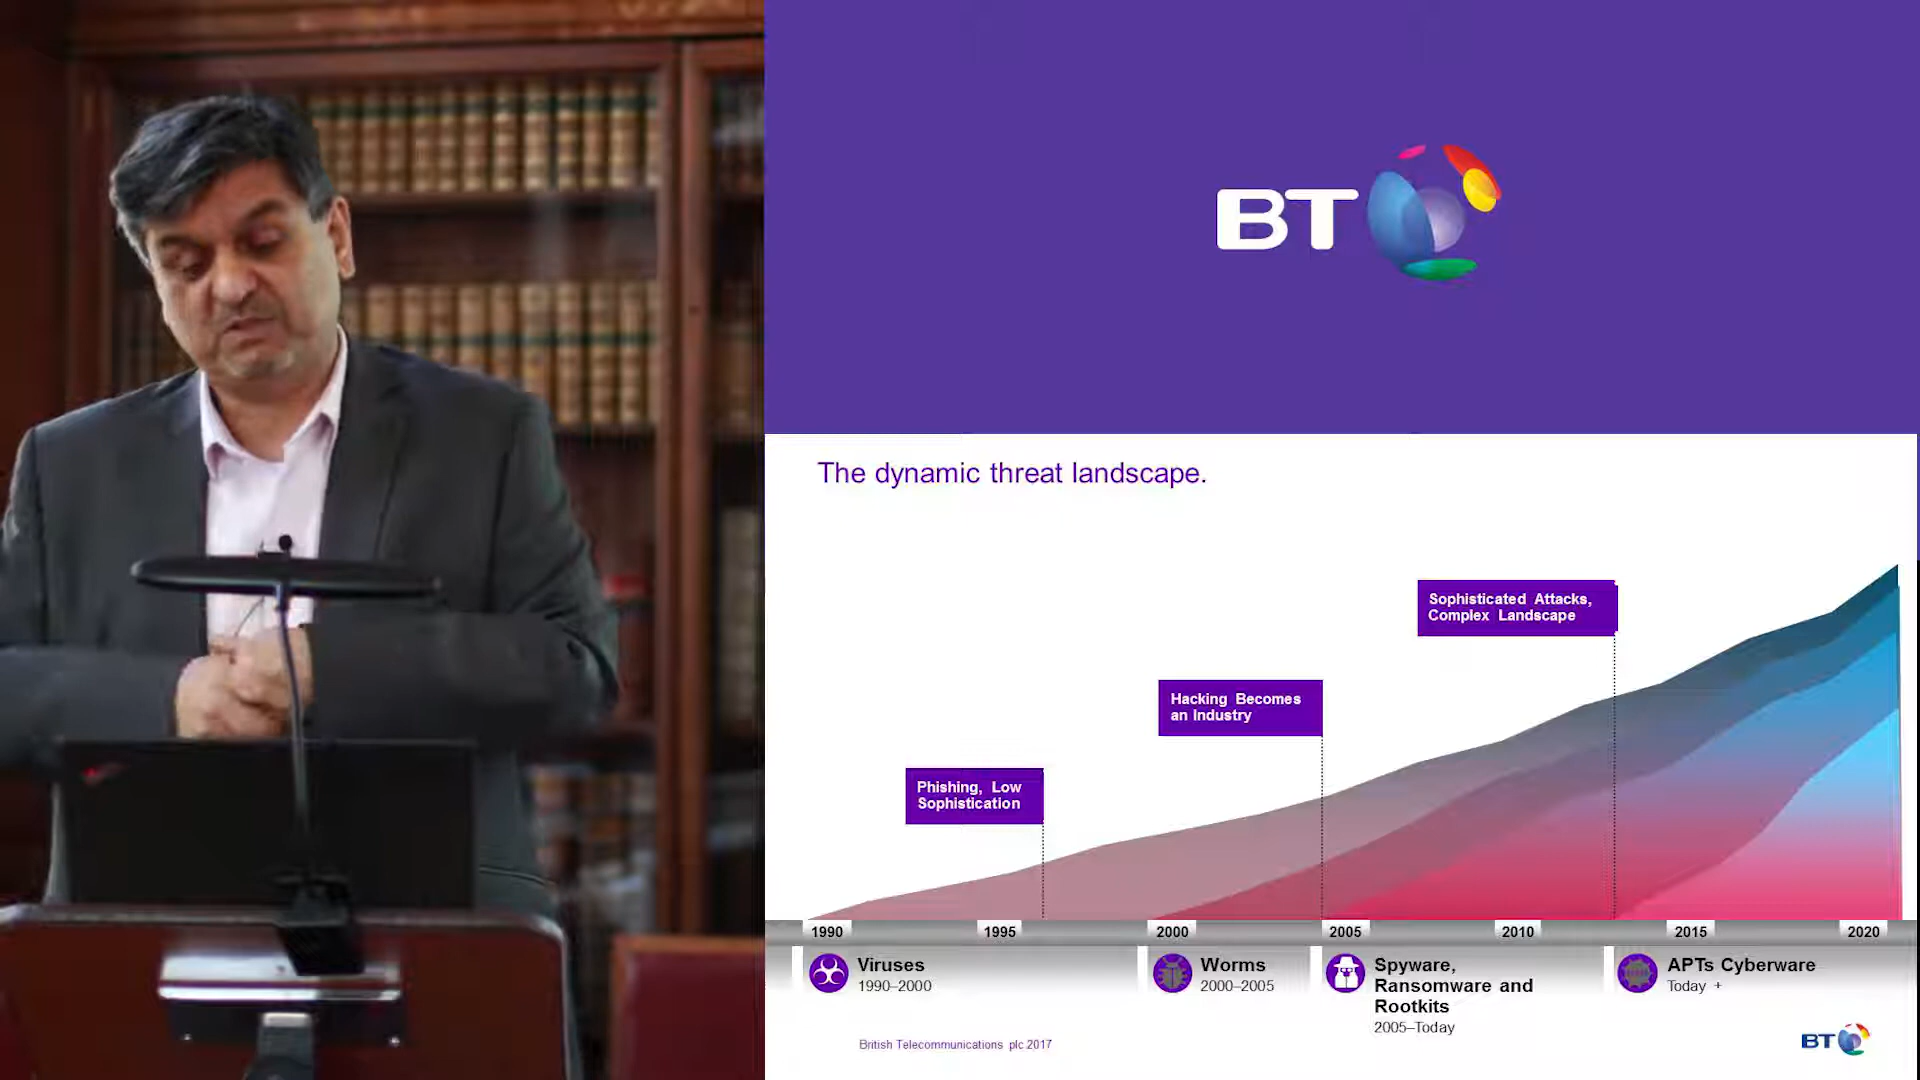 BT
The dynamic threat landscape.
Sophisticated Attacks,
Complex Landscape
Hacking Becomes
an Industry
Phishing, Low
Sophistication
1990
1995
2000
2005
2010
2015
2020
Viruses
1990–2000
Worms
2000–2005
Spyware,
Ransomware and
Rootkits
2005–Today
APTs Cyberware
Today +
British Telecommunications plc 2017
BT